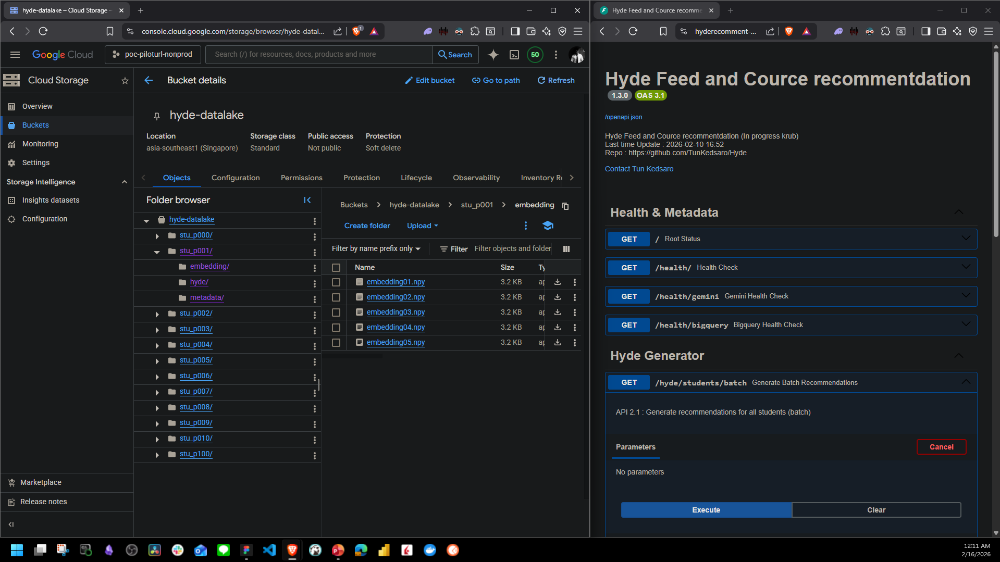 hyde-datalake – Cloud Storage –
console.cloud.google.com/storage/browser/hyde-datal...
1
Google Cloud
poc-piloturl-nonprod
Search (/) for resources, docs, products and more
Search
50
Cloud Storage
Overview
Buckets
Monitoring
Settings
Storage Intelligence
Insights datasets
Configuration
Marketplace
Release notes
Bucket details
Edit bucket
Go to path
Refresh
hyde-datalake
Location
asia-southeast1 (Singapore)
Storage class
Standard
Public access
Not public
Protection
Soft delete
Objects
Configuration
Permissions
Protection
Lifecycle
Observability
Inventory Re
Folder browser
hyde-datalake
stu_p000/
stu_p001/
embedding/
hyde/
metadata/
stu_p002/
stu_p003/
stu_p004/
stu_p005/
stu_p006/
stu_p007/
stu_p008/
stu_p009/
stu_p010/
stu_p100/
Buckets > hyde-datalake > stu_p001 > embedding
Create folder
Upload
Filter by name prefix only
Filter
Filter objects and folder
Name Size Ty
embedding01.npy 3.2 KB ap
embedding02.npy 3.2 KB ap
embedding03.npy 3.2 KB ap
embedding04.npy 3.2 KB ap
embedding05.npy 3.2 KB ap
Hyde Feed and Cource recomme
hyderecomment-...
Hyde Feed and Cource recommentdation
1.3.0 OAS 3.1
/openapi.json
Hyde Feed and Cource recommentdation (In progress krub)
Last time Update : 2026-02-10 16:52
Repo : https://github.com/TunKedsaro/Hyde
Contact Tun Kedsaro
Health & Metadata
GET / Root Status
GET /health/ Health Check
GET /health/gemini Gemini Health Check
GET /health/bigquery Bigquery Health Check
Hyde Generator
GET /hyde/students/batch Generate Batch Recommendations
API 2.1 : Generate recommendations for all students (batch)
Parameters
Cancel
No parameters
Execute
Clear
12:11 AM
2/16/2026